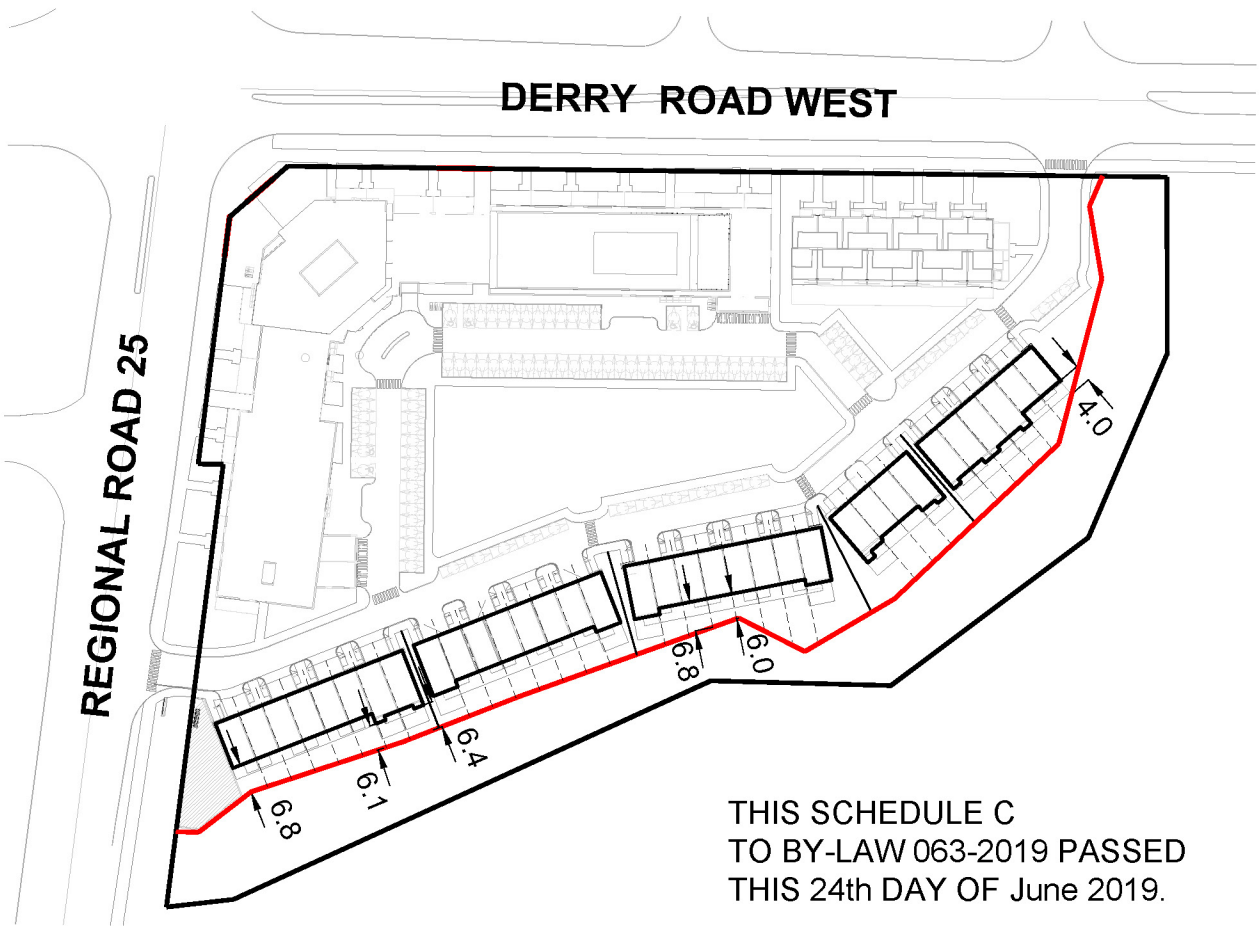 DERRY ROAD WEST
REGIONAL ROAD 25
4.0
6.0
6.8
6.4
6.1
6.8
THIS SCHEDULE C
TO BY-LAW 063-2019 PASSED
THIS 24th DAY OF June 2019.